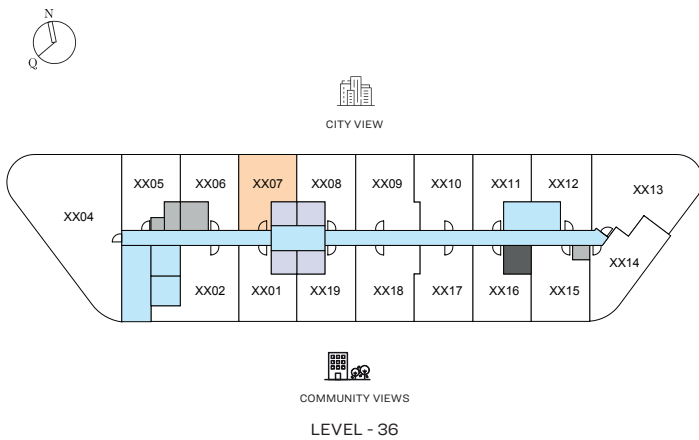 N
Q
CITY VIEW
XX05
XX06
XX07
XX08
XX09
XX10
XX11
XX12
XX13
XX04
XX14
XX02
XX01
XX19
XX18
XX17
XX16
XX15
COMMUNITY VIEWS
LEVEL - 36